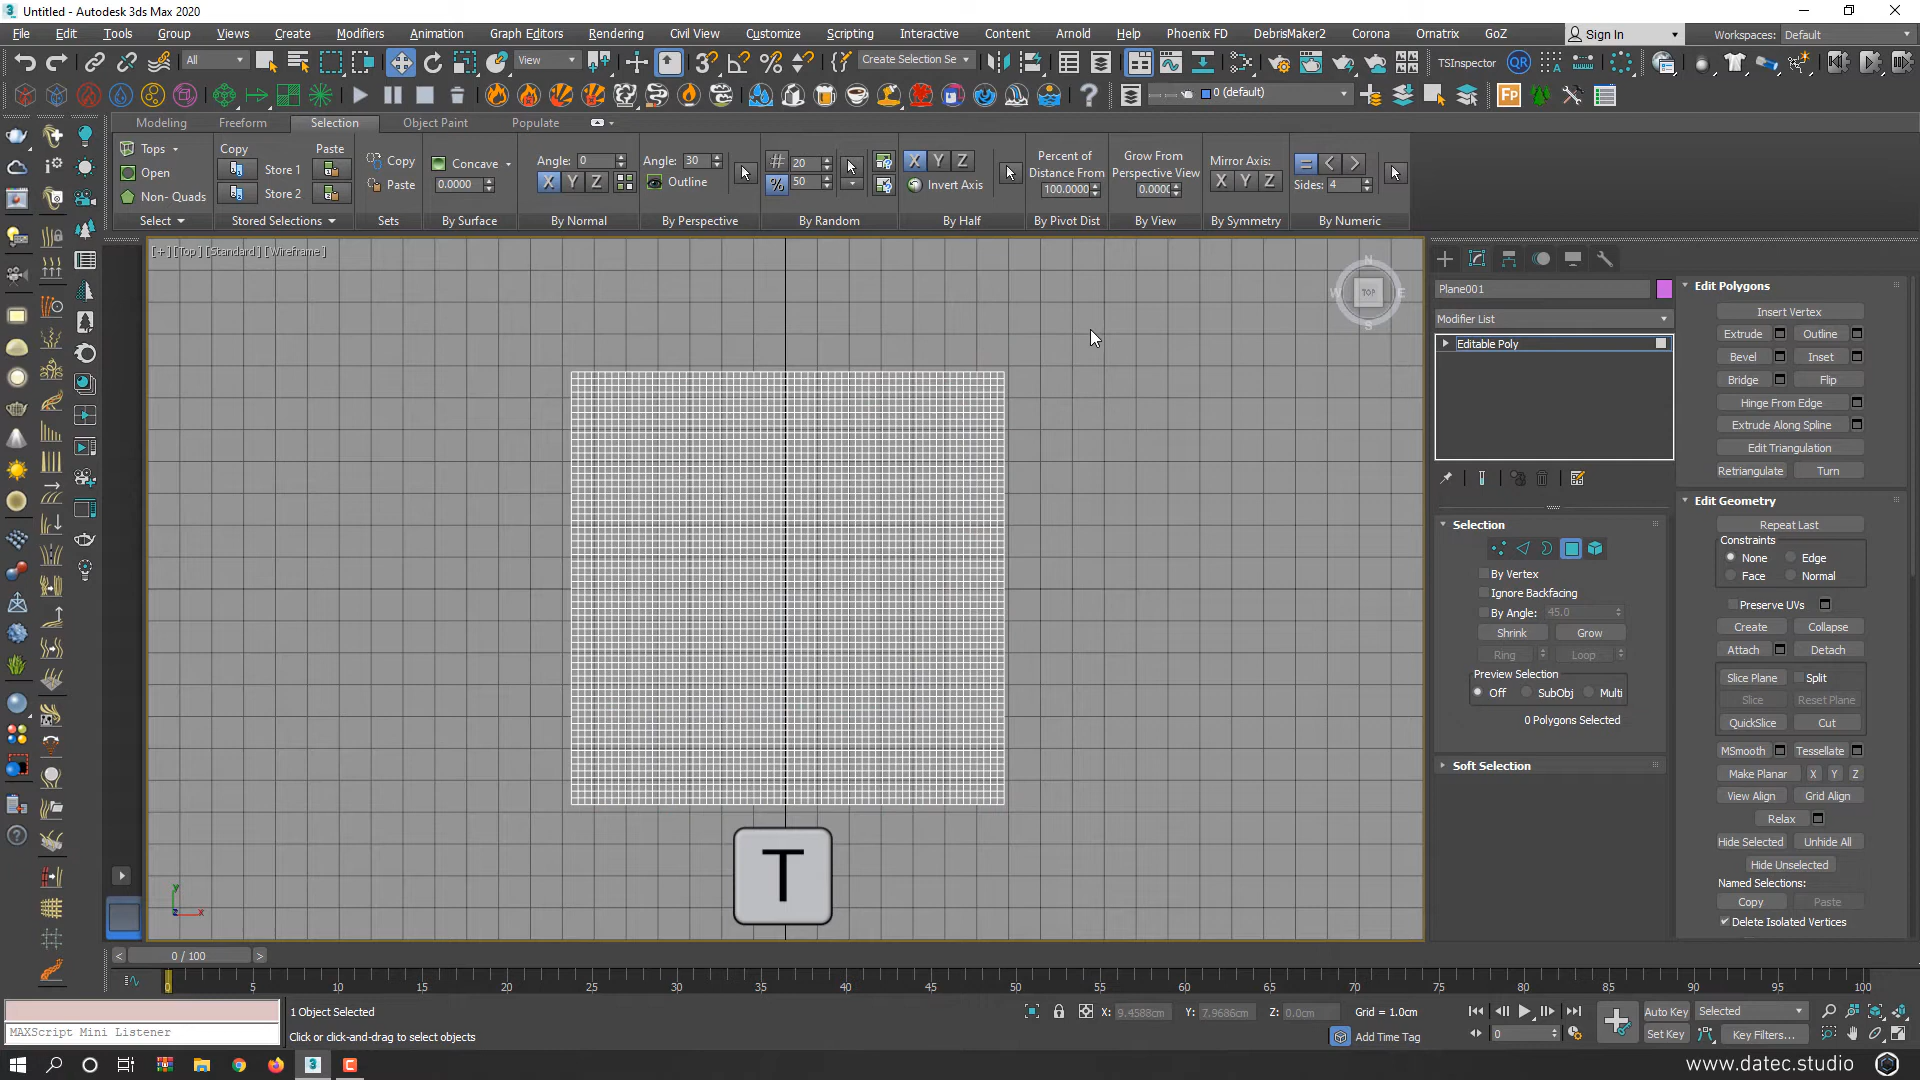 Untitled - Autodesk 3ds Max 2020
File Edit Tools Group Views Create Modifiers Animation Graph Editors Rendering Civil View Customize Scripting Interactive Content Arnold Help Phoenix FD DebrisMaker2 Corona Ornatrix GoZ Sign In Workspaces: Default
All View Create Selection Se TSInspector QR
0 (default) FP
Modeling Freeform Selection Object Paint Populate
Tops Copy Paste Copy Concave Angle: 0 Angle: 30 20 X Y Z Percent of Grow From Mirror Axis: = < >
Open Store 1 Paste 0.0000 X Y Z Outline % 50 Invert Axis Distance From Perspective View X Y Z Sides: 4
Non- Quads Store 2 100.0000
Select Stored Selections Sets By Surface By Normal By Perspective By Random By Half By Pivot Dist By View By Symmetry By Numeric
[+] [Top] [Standard] [Wireframe]
N
W TOP E
S
T
y
z x
Plane001
Modifier List
Editable Poly
Selection
By Vertex
Ignore Backfacing
By Angle: 45.0
Shrink Grow
Ring Loop
Preview Selection
Off SubObj Multi
0 Polygons Selected
Soft Selection
Edit Polygons
Insert Vertex
Extrude Outline
Bevel Inset
Bridge Flip
Hinge From Edge
Extrude Along Spline
Edit Triangulation
Retriangulate Turn
Edit Geometry
Repeat Last
Constraints
None Edge
Face Normal
Preserve UVs
Create Collapse
Attach Detach
Slice Plane Split
Slice Reset Plane
QuickSlice Cut
MSmooth Tessellate
Make Planar X Y Z
View Align Grid Align
Relax
Hide Selected Unhide All
Hide Unselected
Named Selections:
Copy Paste
Delete Isolated Vertices
< 0 / 100 >
0 5 10 15 20 25 30 35 40 45 50 55 60 65 70 75 80 85 90 95 100
1 Object Selected X: 9.4588cm Y: 7.9686cm Z: 0.0cm Grid = 1.0cm Auto Key Selected
MAXScript Mini Listener Click or click-and-drag to select objects Add Time Tag 0 Set Key Key Filters...
www.datec.studio